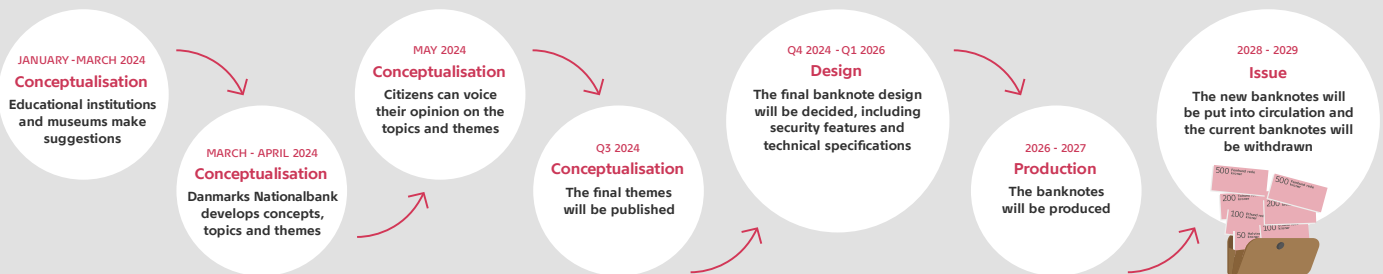 JANUARY -MARCH 2024
Conceptualisation
Educational institutions
and museums make
suggestions
MARCH - APRIL 2024
Conceptualisation
Danmarks Nationalbank
develops concepts,
topics and themes
MAY 2024
Conceptualisation
Citizens can voice
their opinion on the
topics and themes
Q3 2024
Conceptualisation
The final themes
will be published
Q4 2024 - Q1 2026
Design
The final banknote design
will be decided, including
security features and
technical specifications
2026 - 2027
Production
The banknotes
will be produced
2028 - 2029
Issue
The new banknotes will
be put into circulation and
the current banknotes will
be withdrawn
500
500
200
200
100
100
50